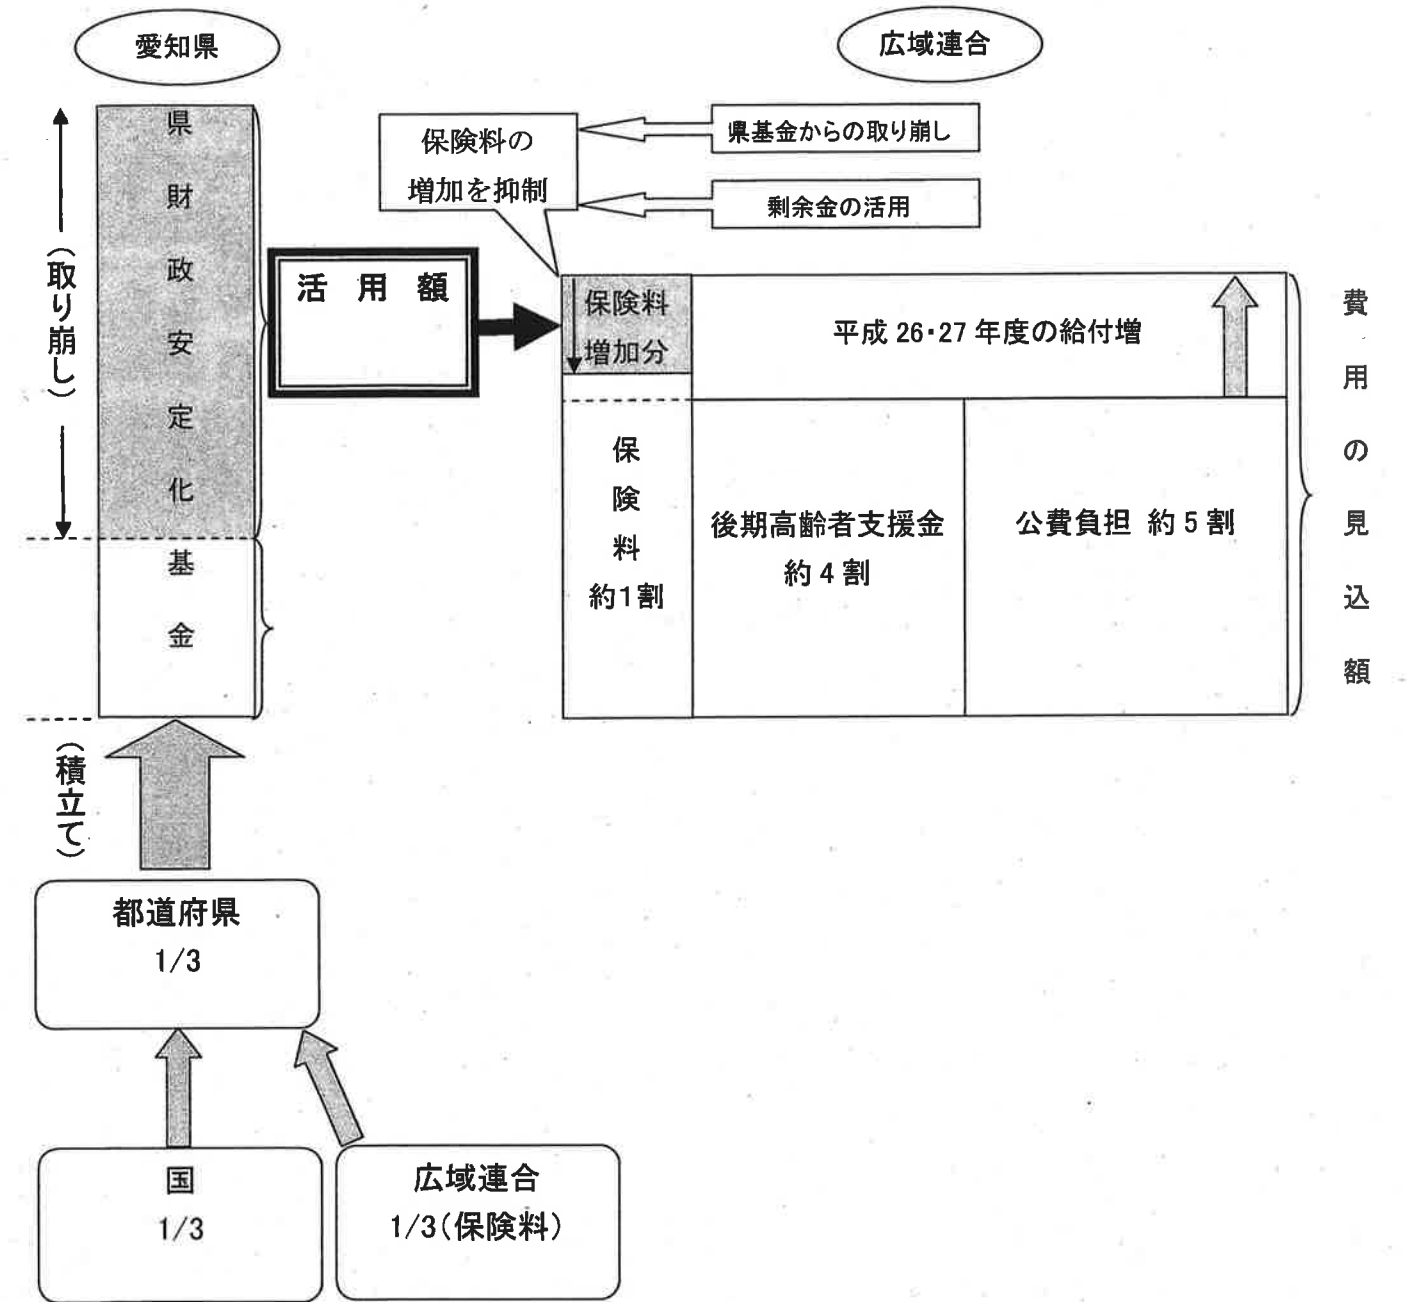 愛知県
広域連合
県財政安定化基金
(取り崩し)
活用額
保険料の
増加を抑制
県基金からの取り崩し
剰余金の活用
保険料
増加分
平成26・27年度の給付増
保険料
約1割
後期高齢者支援金
約4割
公費負担 約5割
費用の見込額
(積立て)
都道府県
1/3
国
1/3
広域連合
1/3(保険料)